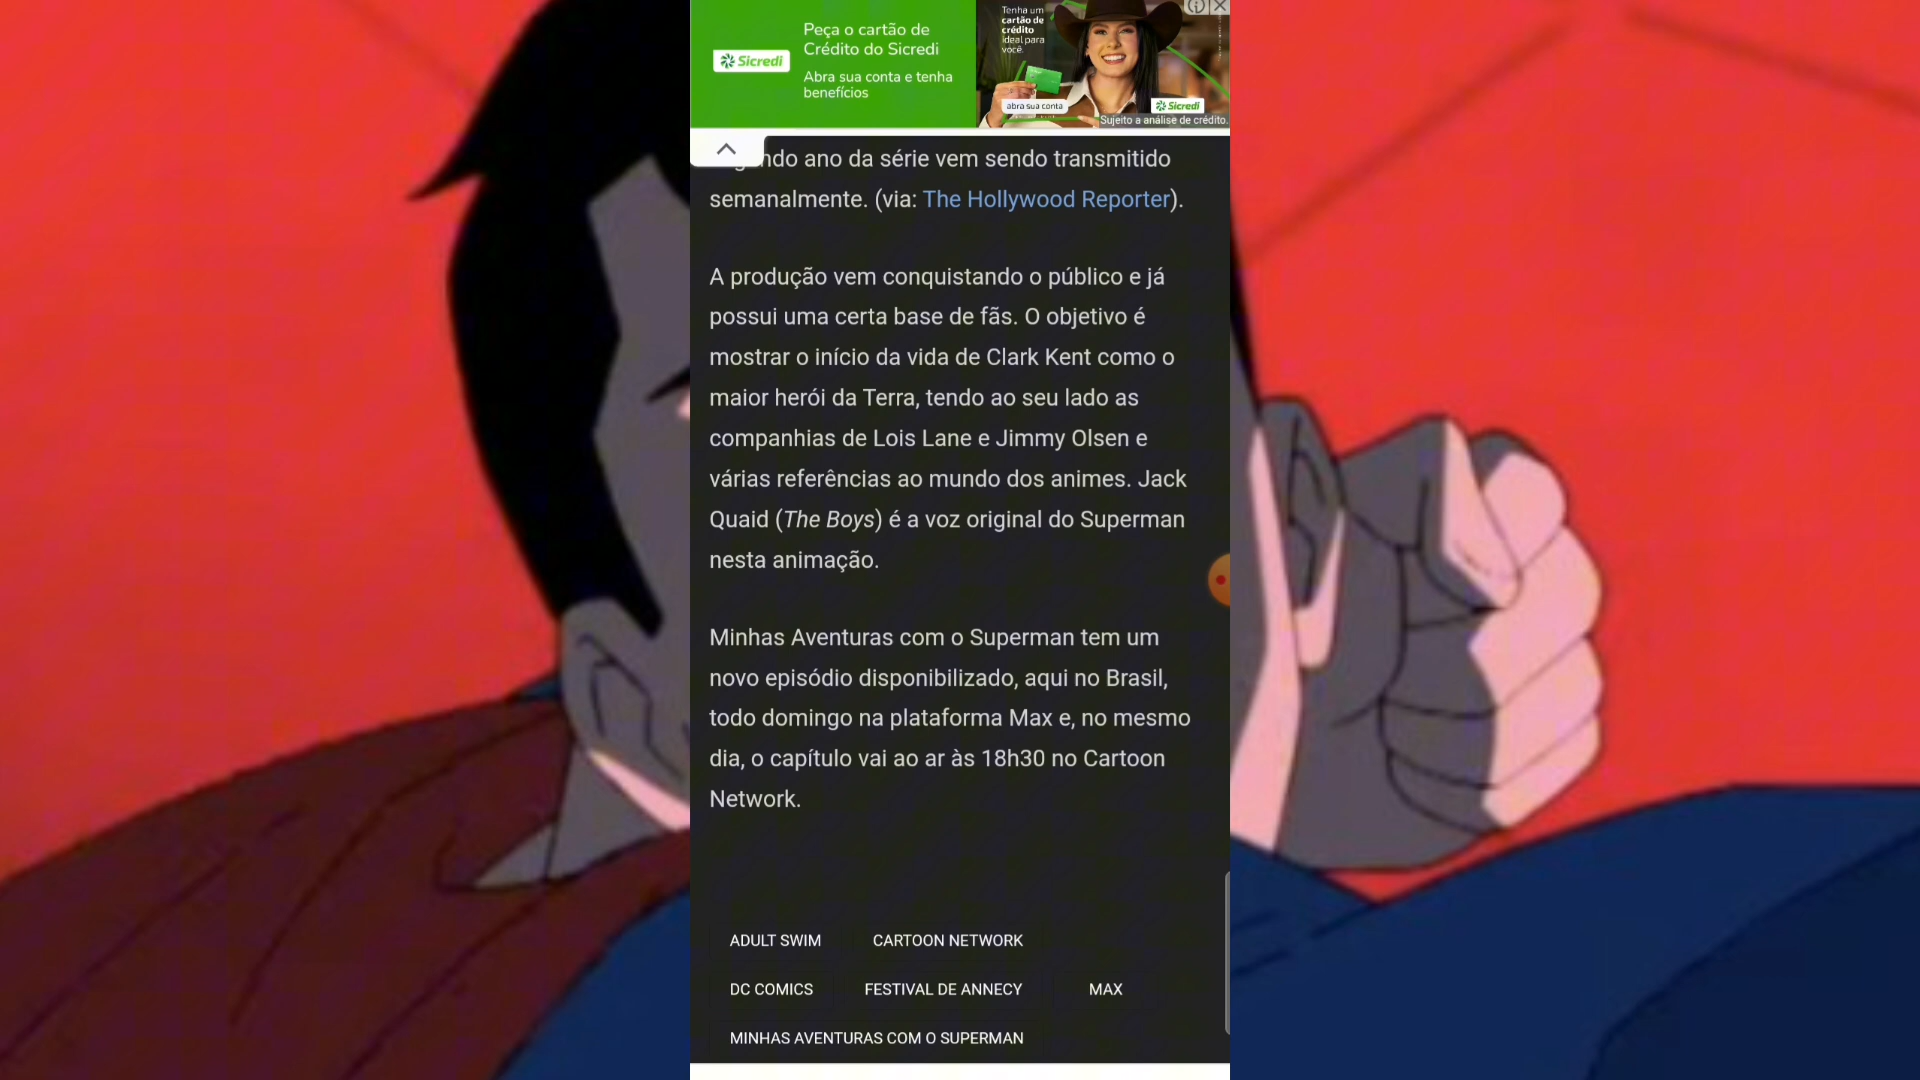 Peça o cartão de
Crédito do Sicredi
Sicredi
Abra sua conta e tenha
benefícios
Tenha um
cartão de
crédito
ideal para
você.
abra sua conta
Sicredi
Sujeito a análise de crédito.
ano da série vem sendo transmitido
semanalmente. (via: The Hollywood Reporter).
A produção vem conquistando o público e já
possui uma certa base de fãs. O objetivo é
mostrar o início da vida de Clark Kent como o
maior herói da Terra, tendo ao seu lado as
companhias de Lois Lane e Jimmy Olsen e
várias referências ao mundo dos animes. Jack
Quaid (The Boys) é a voz original do Superman
nesta animação.
Minhas Aventuras com o Superman tem um
novo episódio disponibilizado, aqui no Brasil,
todo domingo na plataforma Max e, no mesmo
dia, o capítulo vai ao ar às 18h30 no Cartoon
Network.
ADULT SWIM
CARTOON NETWORK
DC COMICS
FESTIVAL DE ANNECY
MAX
MINHAS AVENTURAS COM O SUPERMAN